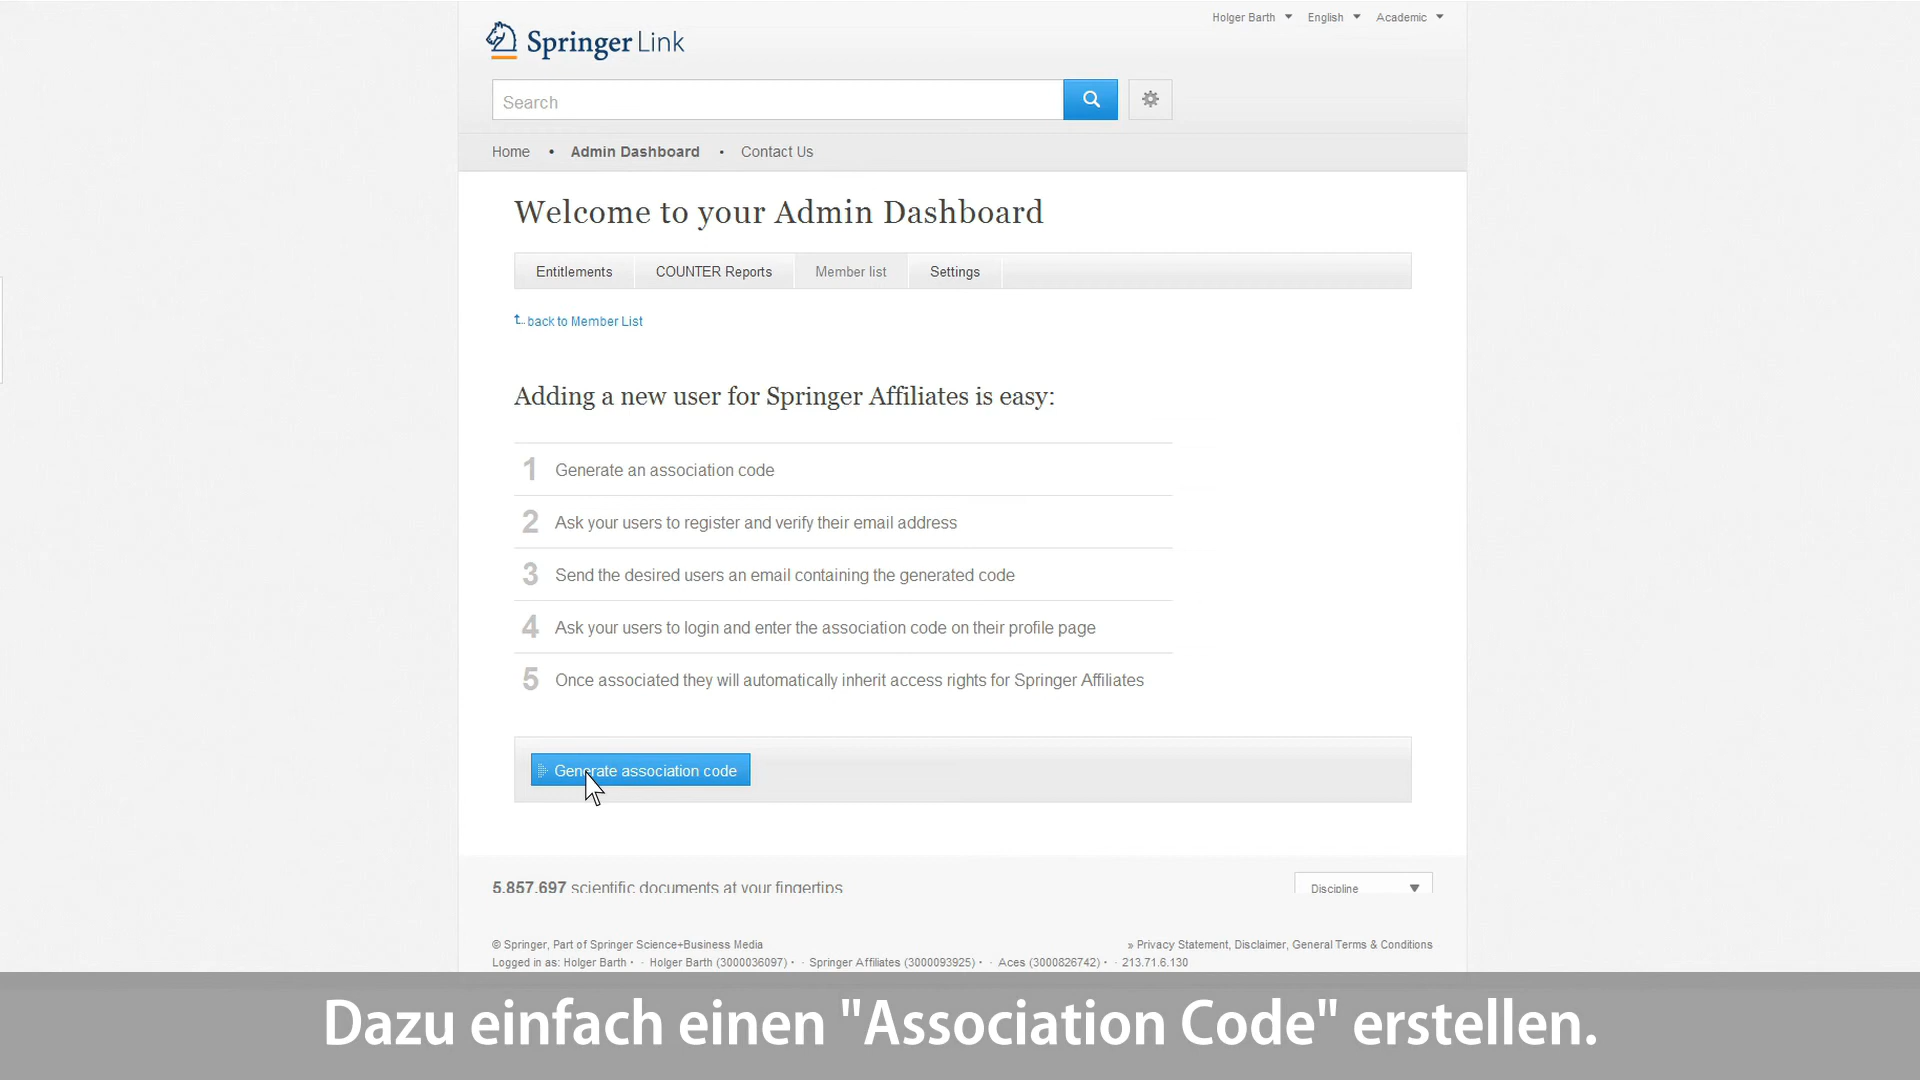 Holger Barth English Academic
Springer Link
Search
Home • Admin Dashboard • Contact Us
Welcome to your Admin Dashboard
Entitlements COUNTER Reports Member list Settings
back to Member List
Adding a new user for Springer Affiliates is easy:
1 Generate an association code
2 Ask your users to register and verify their email address
3 Send the desired users an email containing the generated code
4 Ask your users to login and enter the association code on their profile page
5 Once associated they will automatically inherit access rights for Springer Affiliates
Generate association code
5.857.697 scientific documents at your fingertips Discipline
© Springer, Part of Springer Science+Business Media » Privacy Statement, Disclaimer, General Terms & Conditions
Logged in as: Holger Barth · · Holger Barth (3000036097) · · Springer Affiliates (3000093925) · · Aces (3000826742) · · 213.71.6.130
Dazu einfach einen "Association Code" erstellen.